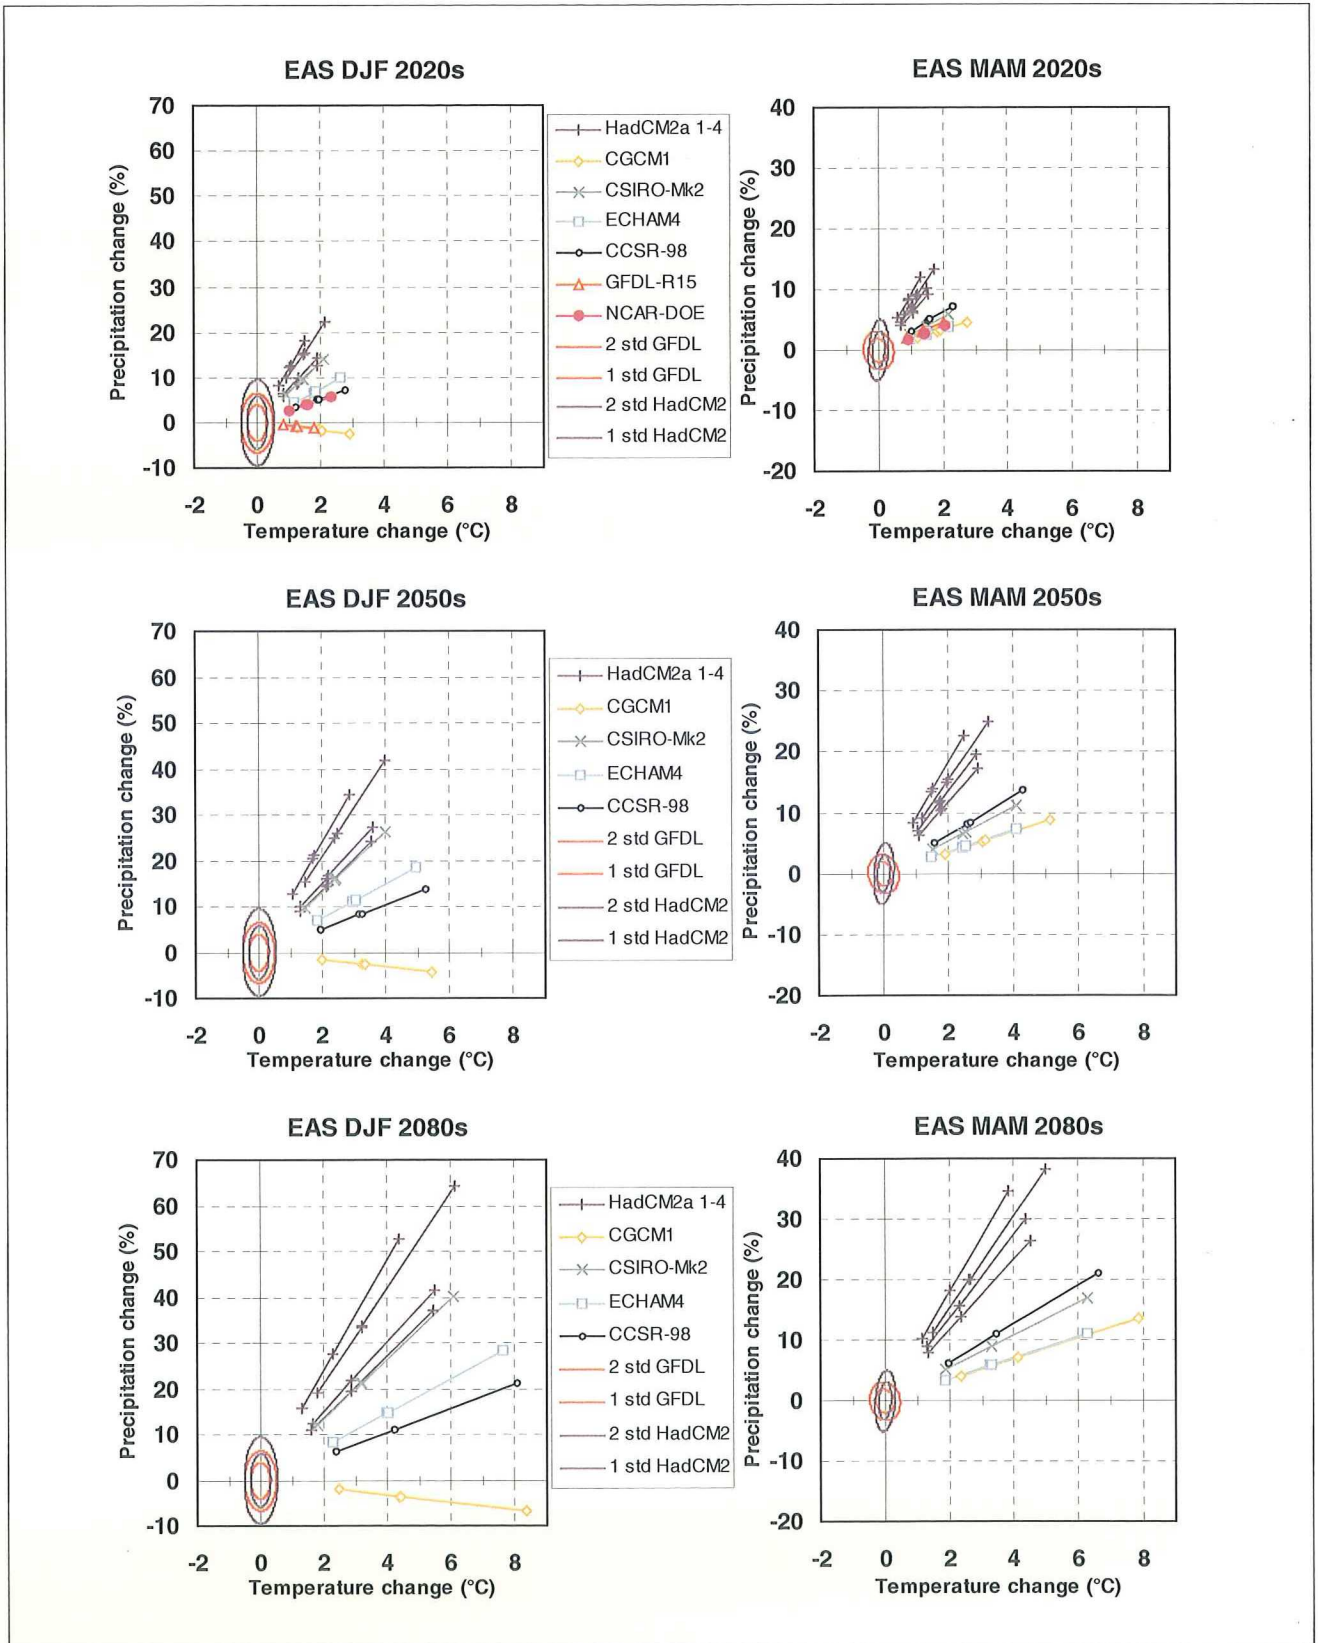 EAS DJF 2020s
70
60
50
40
30
20
10
0
-10
Precipitation change (%)
-2 0 2 4 6 8
Temperature change (°C)
HadCM2a 1-4
CGCM1
CSIRO-Mk2
ECHAM4
CCSR-98
GFDL-R15
NCAR-DOE
2 std GFDL
1 std GFDL
2 std HadCM2
1 std HadCM2
EAS MAM 2020s
40
30
20
10
0
-10
-20
Precipitation change (%)
-2 0 2 4 6 8
Temperature change (°C)
EAS DJF 2050s
70
60
50
40
30
20
10
0
-10
Precipitation change (%)
-2 0 2 4 6 8
Temperature change (°C)
HadCM2a 1-4
CGCM1
CSIRO-Mk2
ECHAM4
CCSR-98
2 std GFDL
1 std GFDL
2 std HadCM2
1 std HadCM2
EAS MAM 2050s
40
30
20
10
0
-10
-20
Precipitation change (%)
-2 0 2 4 6 8
Temperature change (°C)
EAS DJF 2080s
70
60
50
40
30
20
10
0
-10
Precipitation change (%)
-2 0 2 4 6 8
Temperature change (°C)
HadCM2a 1-4
CGCM1
CSIRO-Mk2
ECHAM4
CCSR-98
2 std GFDL
1 std GFDL
2 std HadCM2
1 std HadCM2
EAS MAM 2080s
40
30
20
10
0
-10
-20
Precipitation change (%)
-2 0 2 4 6 8
Temperature change (°C)